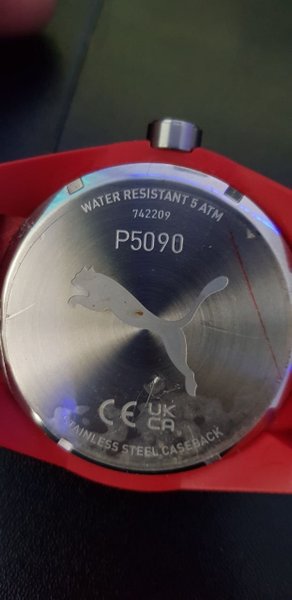 WATER RESISTANT 5 ATM
742209
P5090
CE UK
CA
STAINLESS STEEL CASEBACK